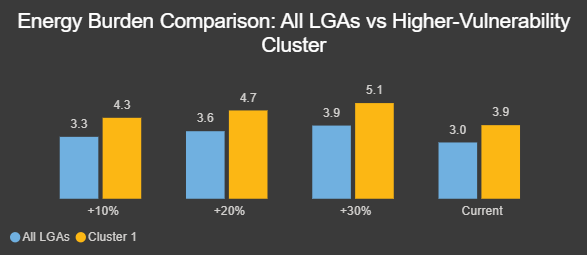 Energy Burden Comparison: All LGAs vs Higher-Vulnerability
Cluster
3.3 4.3 3.6 4.7 3.9 5.1 3.0 3.9
+10% +20% +30% Current
All LGAs Cluster 1